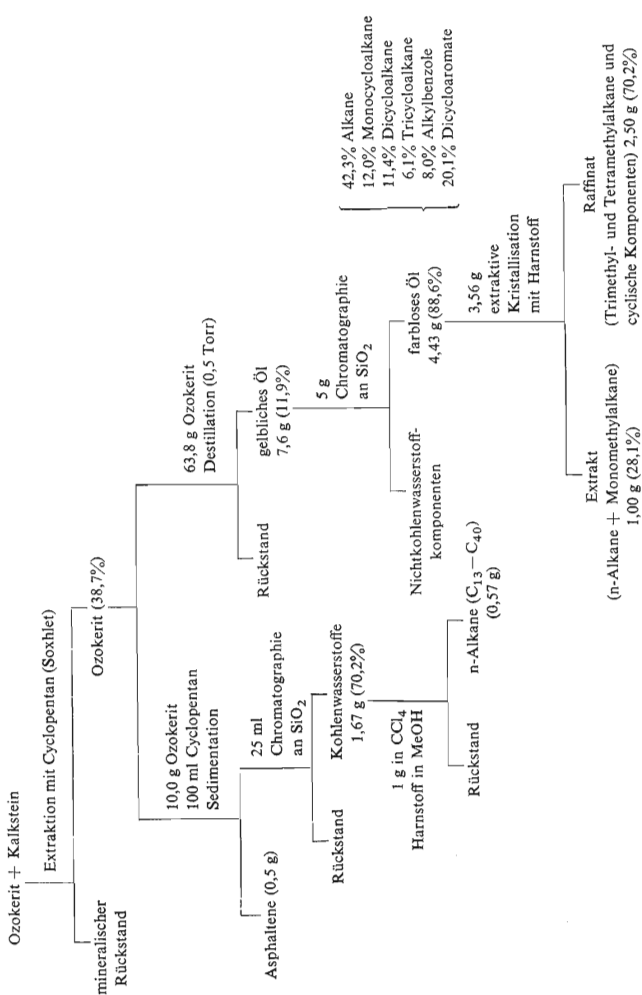 Ozokerit + Kalkstein
Extraktion mit Cyclopentan (Soxhlet)
mineralischer
Rückstand
Ozokerit (38,7%)
10,0 g Ozokerit
100 ml Cyclopentan
Sedimentation
63,8 g Ozokerit
Destillation (0,5 Torr)
Asphaltene (0,5 g)
25 ml
Chromatographie
an SiO₂
Rückstand
gelbliches Öl
7,6 g (11,9%)
Rückstand
Kohlenwasserstoffe
1,67 g (70,2%)
5 g
Chromatographie
an SiO₂
1 g in CCl₄
Harnstoff in MeOH
Nichtkohlenwasserstoff-
komponenten
farbloses Öl
4,43 g (88,6%)
42,3% Alkane
12,0% Monocycloalkane
11,4% Dicycloalkane
6,1% Tricycloalkane
8,0% Alkylbenzole
20,1% Dicycloaromate
Rückstand
n-Alkane (C₁₃—C₄₀)
(0,57 g)
3,56 g
extraktive
Kristallisation
mit Harnstoff
Extrakt
(n-Alkane + Monomethylalkane)
1,00 g (28,1%)
Raffinat
(Trimethyl- und Tetramethylalkane und
cyclische Komponenten) 2,50 g (70,2%)